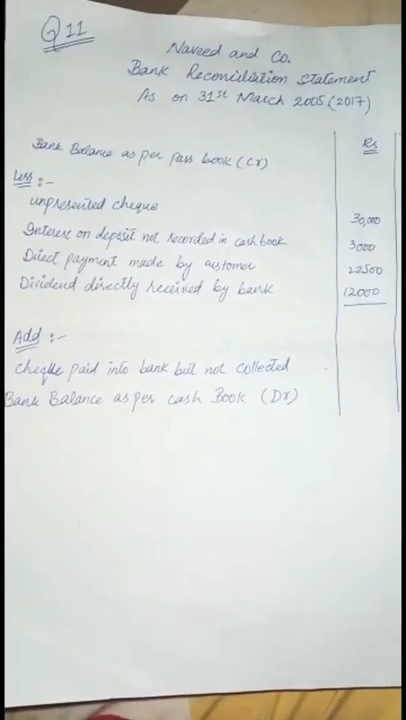 Q 11
Naveed and Co.
Bank Reconciliation Statement
As on 31st March 2005 (2017)
Rs
Bank Balance as per pass book (Cr)
Less :-
unpresented cheque 30,000
Interest on deposit not recorded in cash book 3000
Direct payment made by customer 22500
Dividend directly received by bank 12000
Add :-
cheque paid into bank but not collected
Bank Balance as per cash Book (Dr)